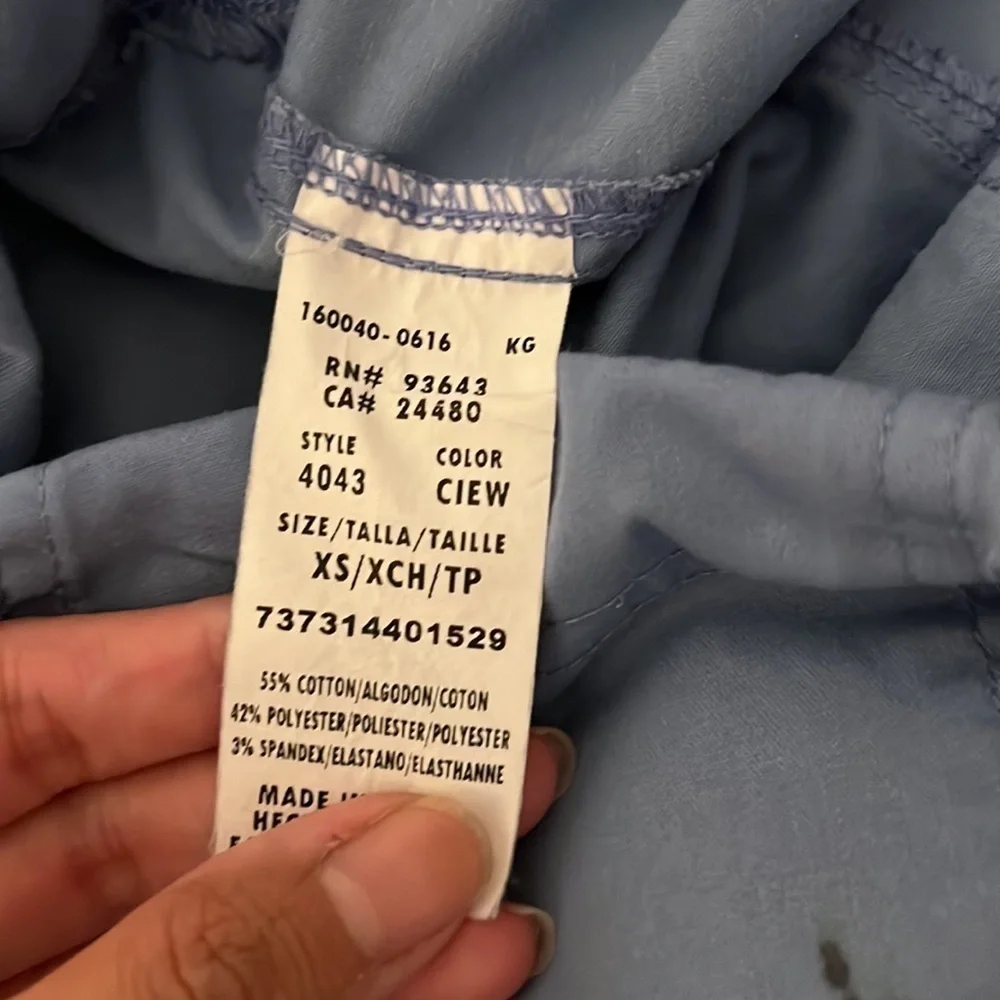 160040-0616 KG
RN# 93643
CA# 24480
STYLE COLOR
4043 CIEW
SIZE/TALLA/TAILLE
XS/XCH/TP
737314401529
55% COTTON/ALGODON/COTON
42% POLYESTER/POLIESTER/POLYESTER
3% SPANDEX/ELASTANO/ELASTHANNE
MADE